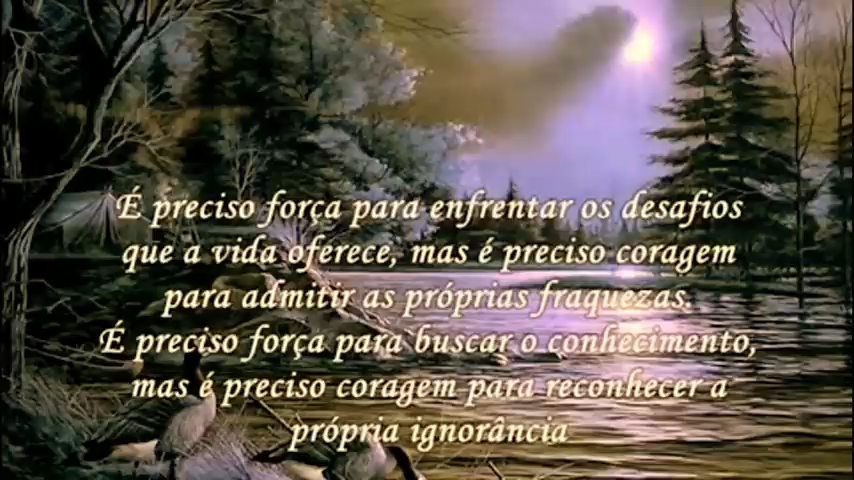 É preciso força para enfrentar os desafios
que a vida oferece, mas é preciso coragem
para admitir as próprias fraquezas.
É preciso força para buscar o conhecimento,
mas é preciso coragem para reconhecer a
própria ignorância